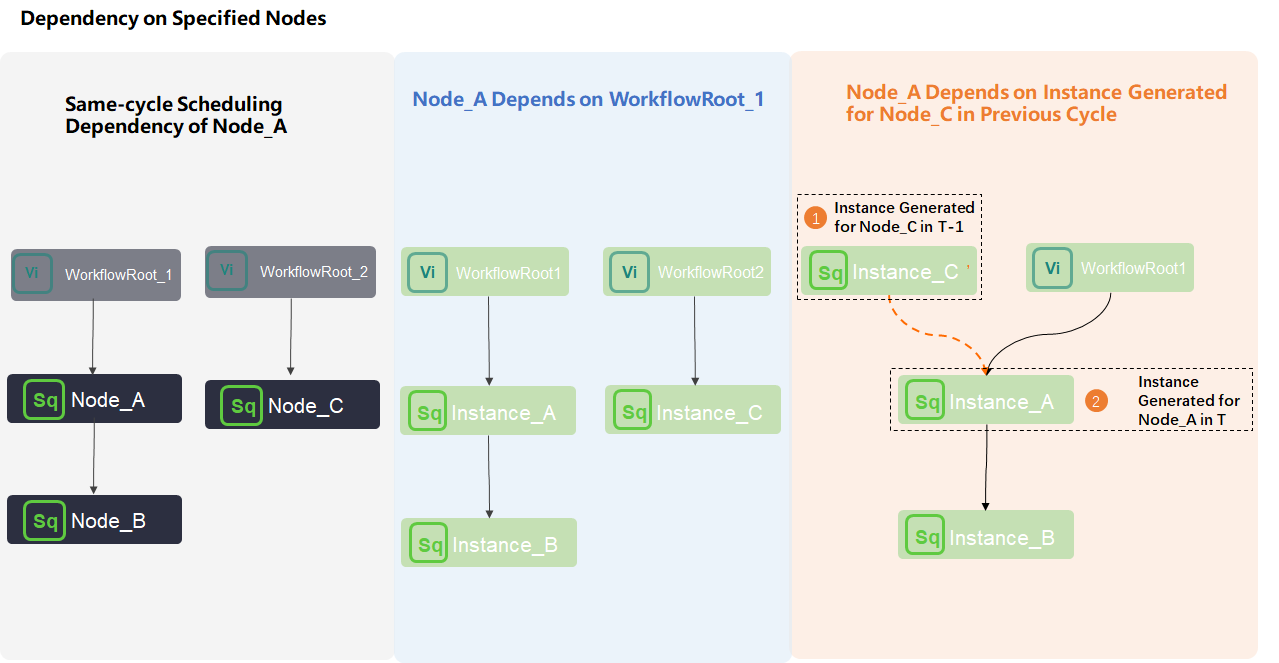 Dependency on Specified Nodes
Same-cycle Scheduling
Dependency of Node_A
Vi WorkflowRoot_1
Vi WorkflowRoot_2
Sq Node_A
Sq Node_C
Sq Node_B
Node_A Depends on WorkflowRoot_1
Vi WorkflowRoot1
Vi WorkflowRoot2
Sq Instance_A
Sq Instance_C
Sq Instance_B
Node_A Depends on Instance Generated
for Node_C in Previous Cycle
1 Instance Generated
for Node_C in T-1
Sq Instance_C '
Vi WorkflowRoot1
Sq Instance_A
2
Instance
Generated for
Node_A in T
Sq Instance_B